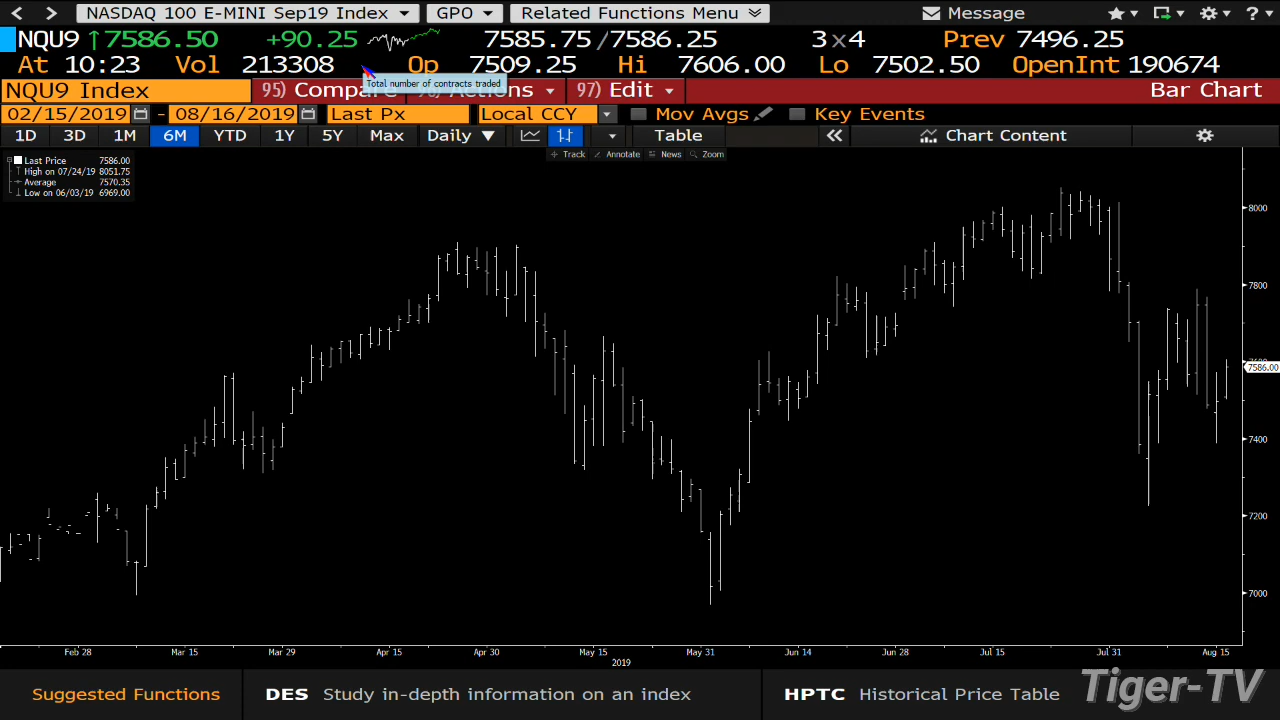 NASDAQ 100 E-MINI Sep19 Index GPO Related Functions Menu Message ?
NQU9 ↑7586.50 +90.25 7585.75/7586.25 3×4 Prev 7496.25
At 10:23 Vol 213308 Op 7509.25 Hi 7606.00 Lo 7502.50 OpenInt 190674
Total number of contracts traded
NQU9 Index 95) Compare Actions 97) Edit Bar Chart
02/15/2019 - 08/16/2019 Last Px Local CCY Mov Avgs Key Events
1D 3D 1M 6M YTD 1Y 5Y Max Daily ▼ Table « Chart Content
Track Annotate News Zoom
Last Price 7586.00
High on 07/24/19 8051.75
Average 7570.35
Low on 06/03/19 6969.00
8000
7800
7586.00
7400
7200
7000
Feb 28 Mar 15 Mar 29 Apr 15 Apr 30 May 15 May 31 Jun 14 Jun 28 Jul 15 Jul 31 Aug 15
2019
Suggested Functions DES Study in-depth information on an index HPTC Historical Price Table
Tiger-TV